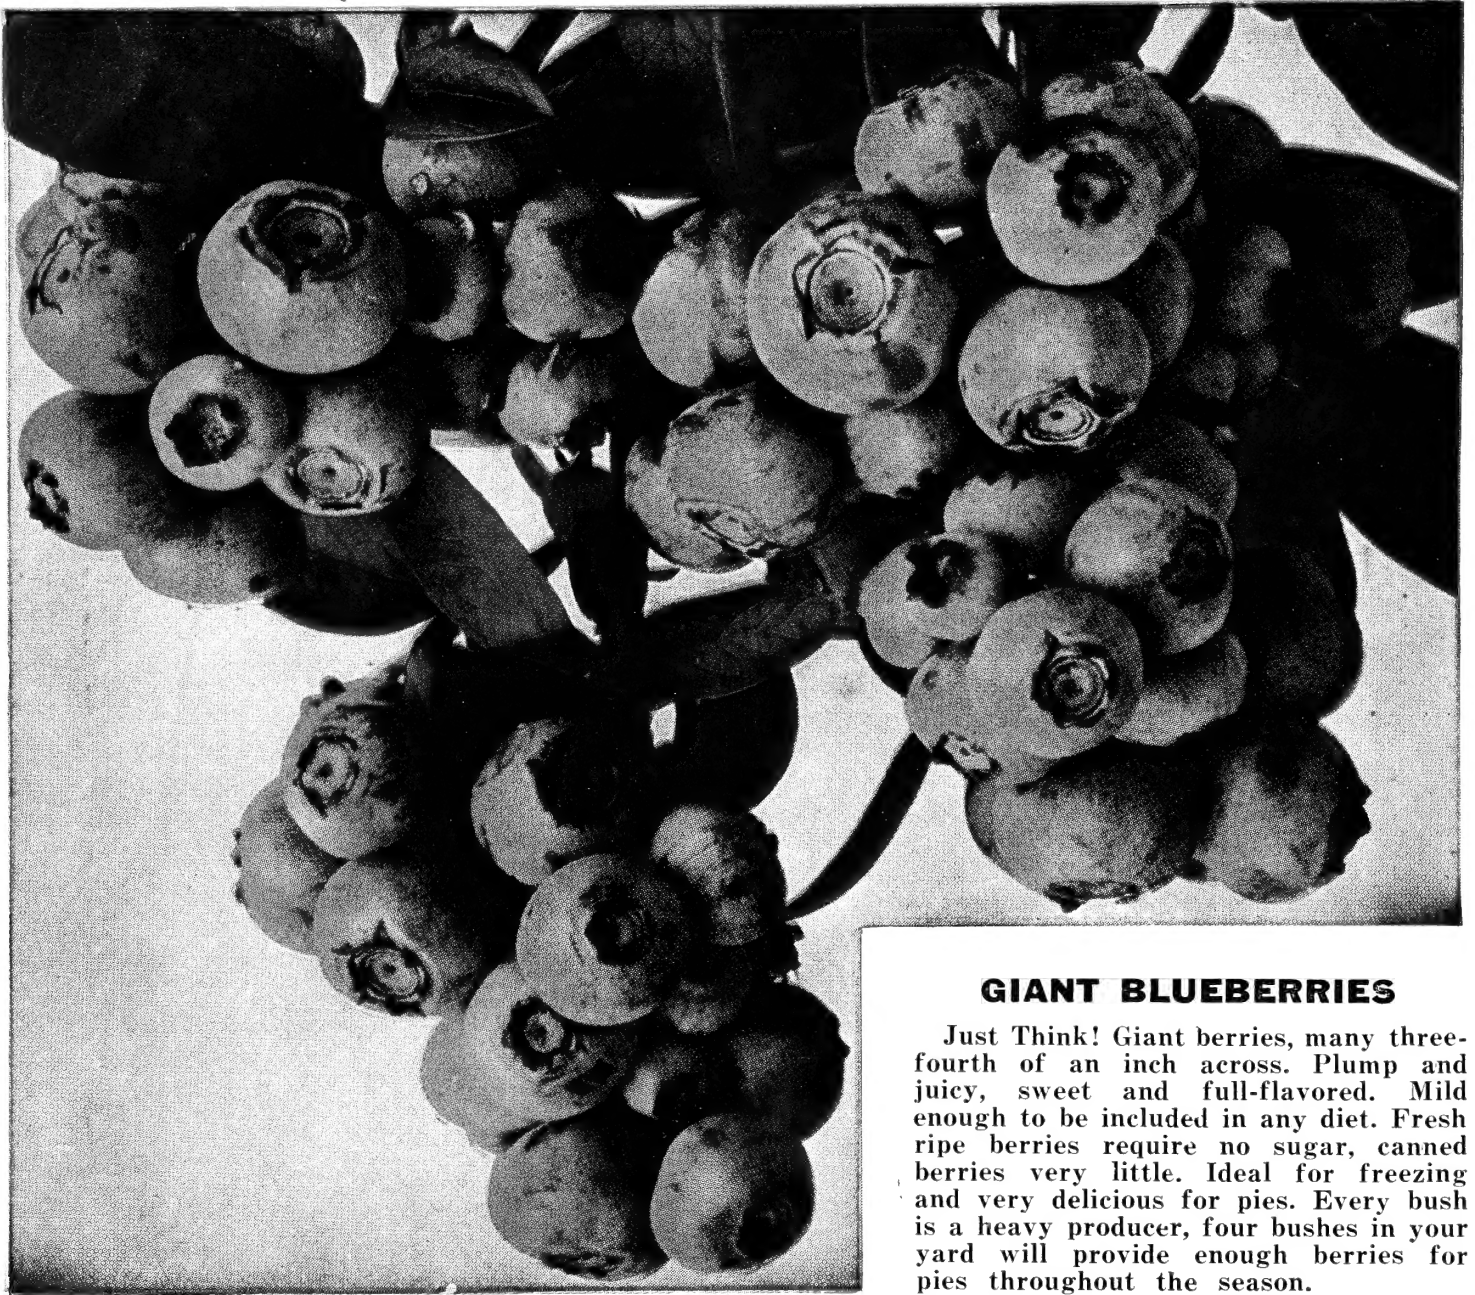 GIANT BLUEBERRIES
Just Think! Giant berries, many three-
fourth of an inch across. Plump and
juicy, sweet and full-flavored. Mild
enough to be included in any diet. Fresh
ripe berries require no sugar, canned
berries very little. Ideal for freezing
and very delicious for pies. Every bush
is a heavy producer, four bushes in your
yard will provide enough berries for
pies throughout the season.